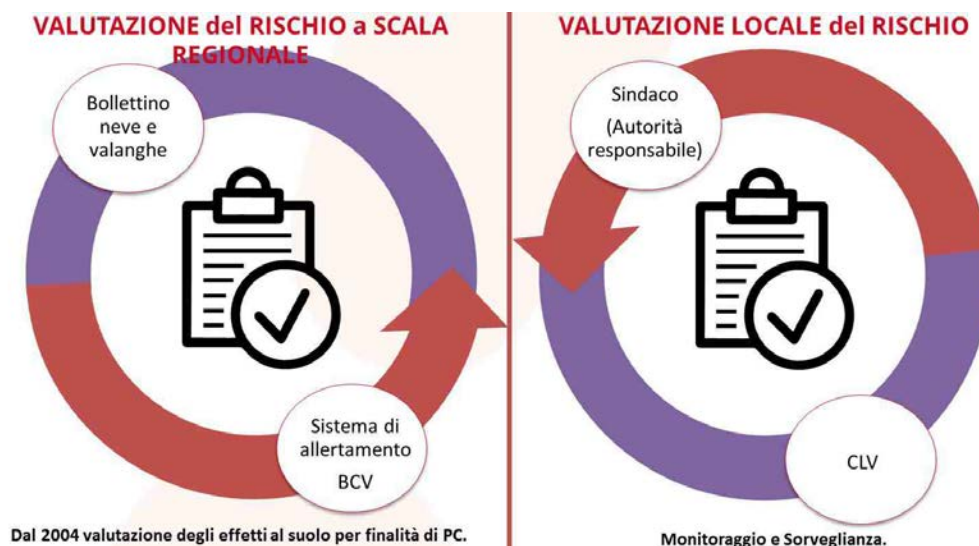 VALUTAZIONE del RISCHIO a SCALA
REGIONALE
Bollettino
neve e
valanghe
Sistema di
allertamento
BCV
Dal 2004 valutazione degli effetti al suolo per finalità di PC.
VALUTAZIONE LOCALE del RISCHIO
Sindaco
(Autorità
responsabile)
CLV
Monitoraggio e Sorveglianza.